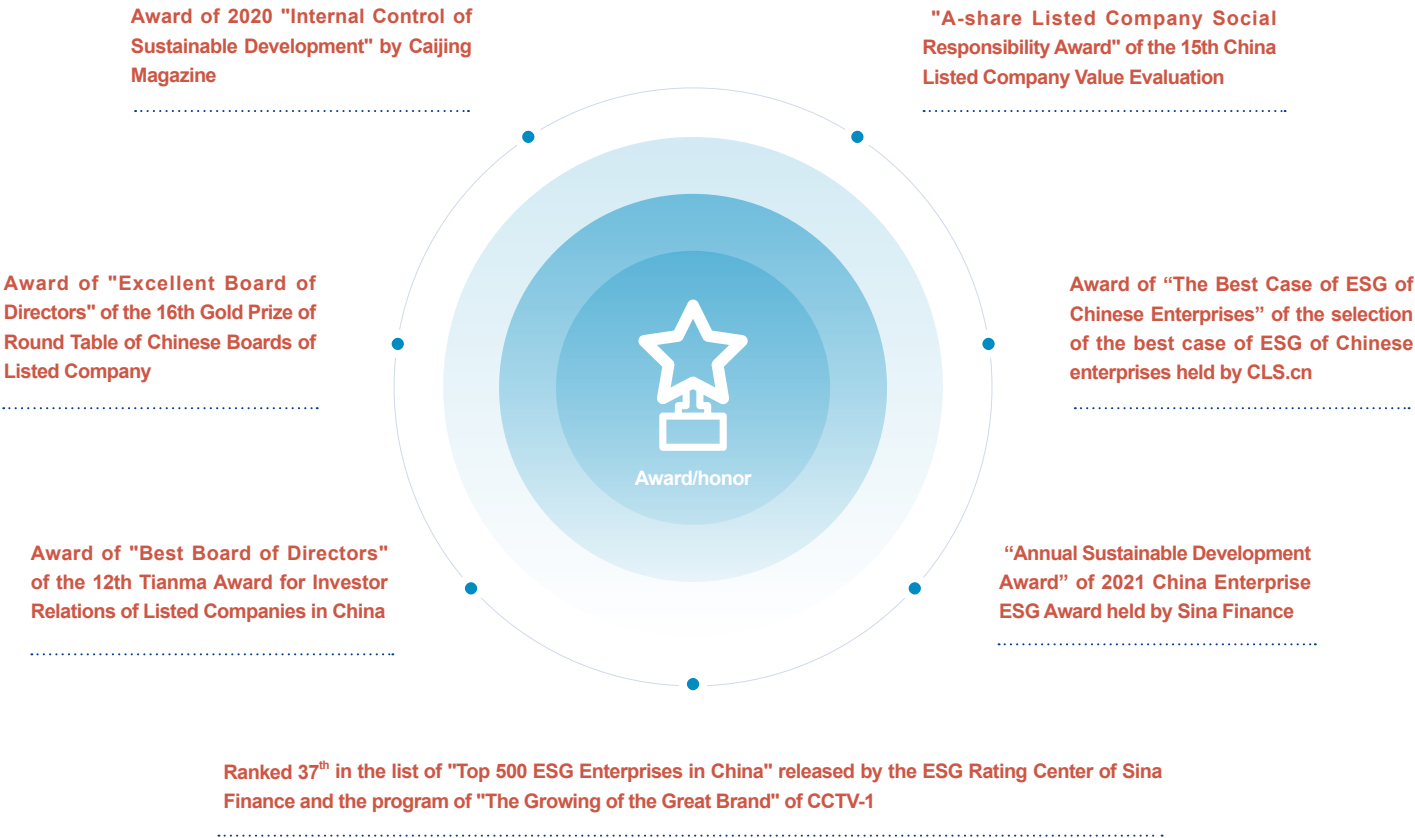 Award of 2020 "Internal Control of
Sustainable Development" by Caijing
Magazine
"A-share Listed Company Social
Responsibility Award" of the 15th China
Listed Company Value Evaluation
Award of "Excellent Board of
Directors" of the 16th Gold Prize of
Round Table of Chinese Boards of
Listed Company
Award of “The Best Case of ESG of
Chinese Enterprises” of the selection
of the best case of ESG of Chinese
enterprises held by CLS.cn
Award/honor
Award of "Best Board of Directors"
of the 12th Tianma Award for Investor
Relations of Listed Companies in China
“Annual Sustainable Development
Award” of 2021 China Enterprise
ESG Award held by Sina Finance
Ranked 37th in the list of "Top 500 ESG Enterprises in China" released by the ESG Rating Center of Sina
Finance and the program of "The Growing of the Great Brand" of CCTV-1